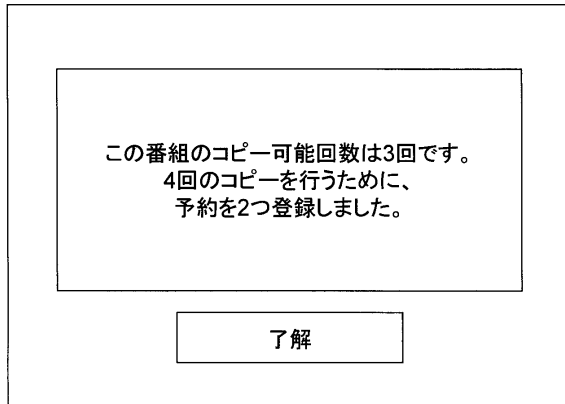 この番組のコピー可能回数は3回です。
4回のコピーを行うために、
予約を2つ登録しました。
了解